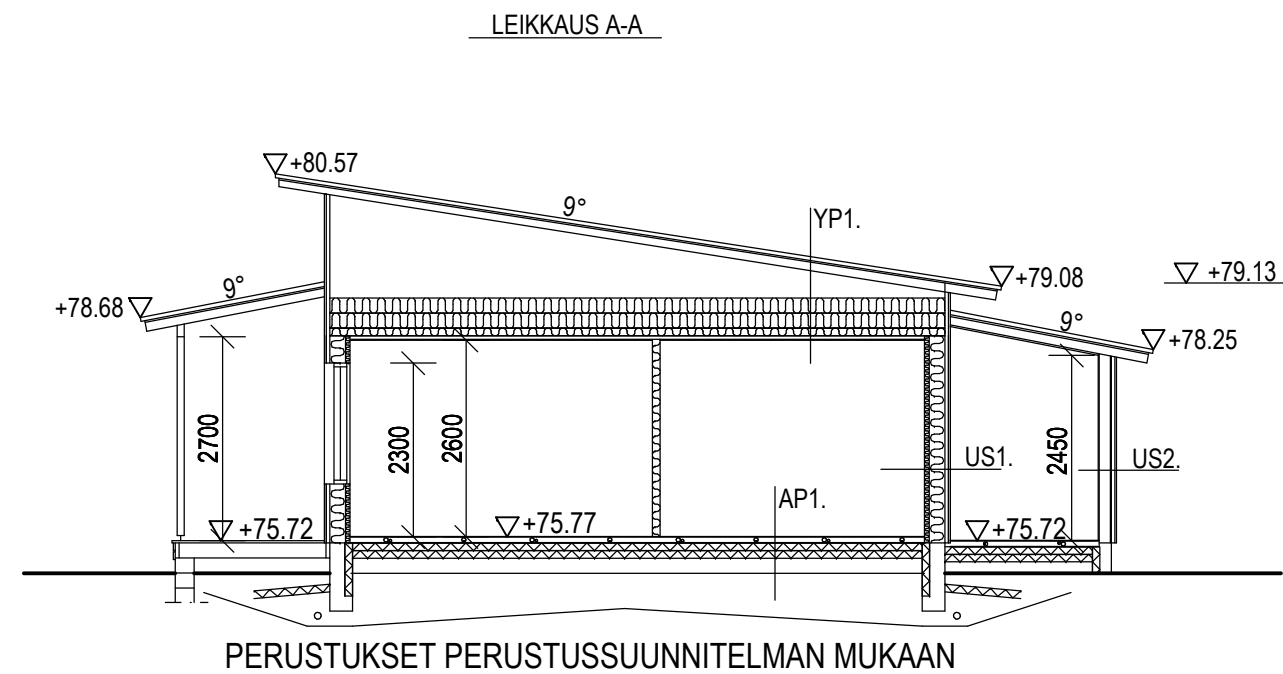 LEIKKAUS A-A
+80.57
9°
YP1.
+79.08
+79.13
9°
+78.68
9°
+78.25
2700
2300
2600
2450
US1.
US2.
AP1.
+75.72
+75.77
+75.72
PERUSTUKSET PERUSTUSSUUNNITELMAN MUKAAN